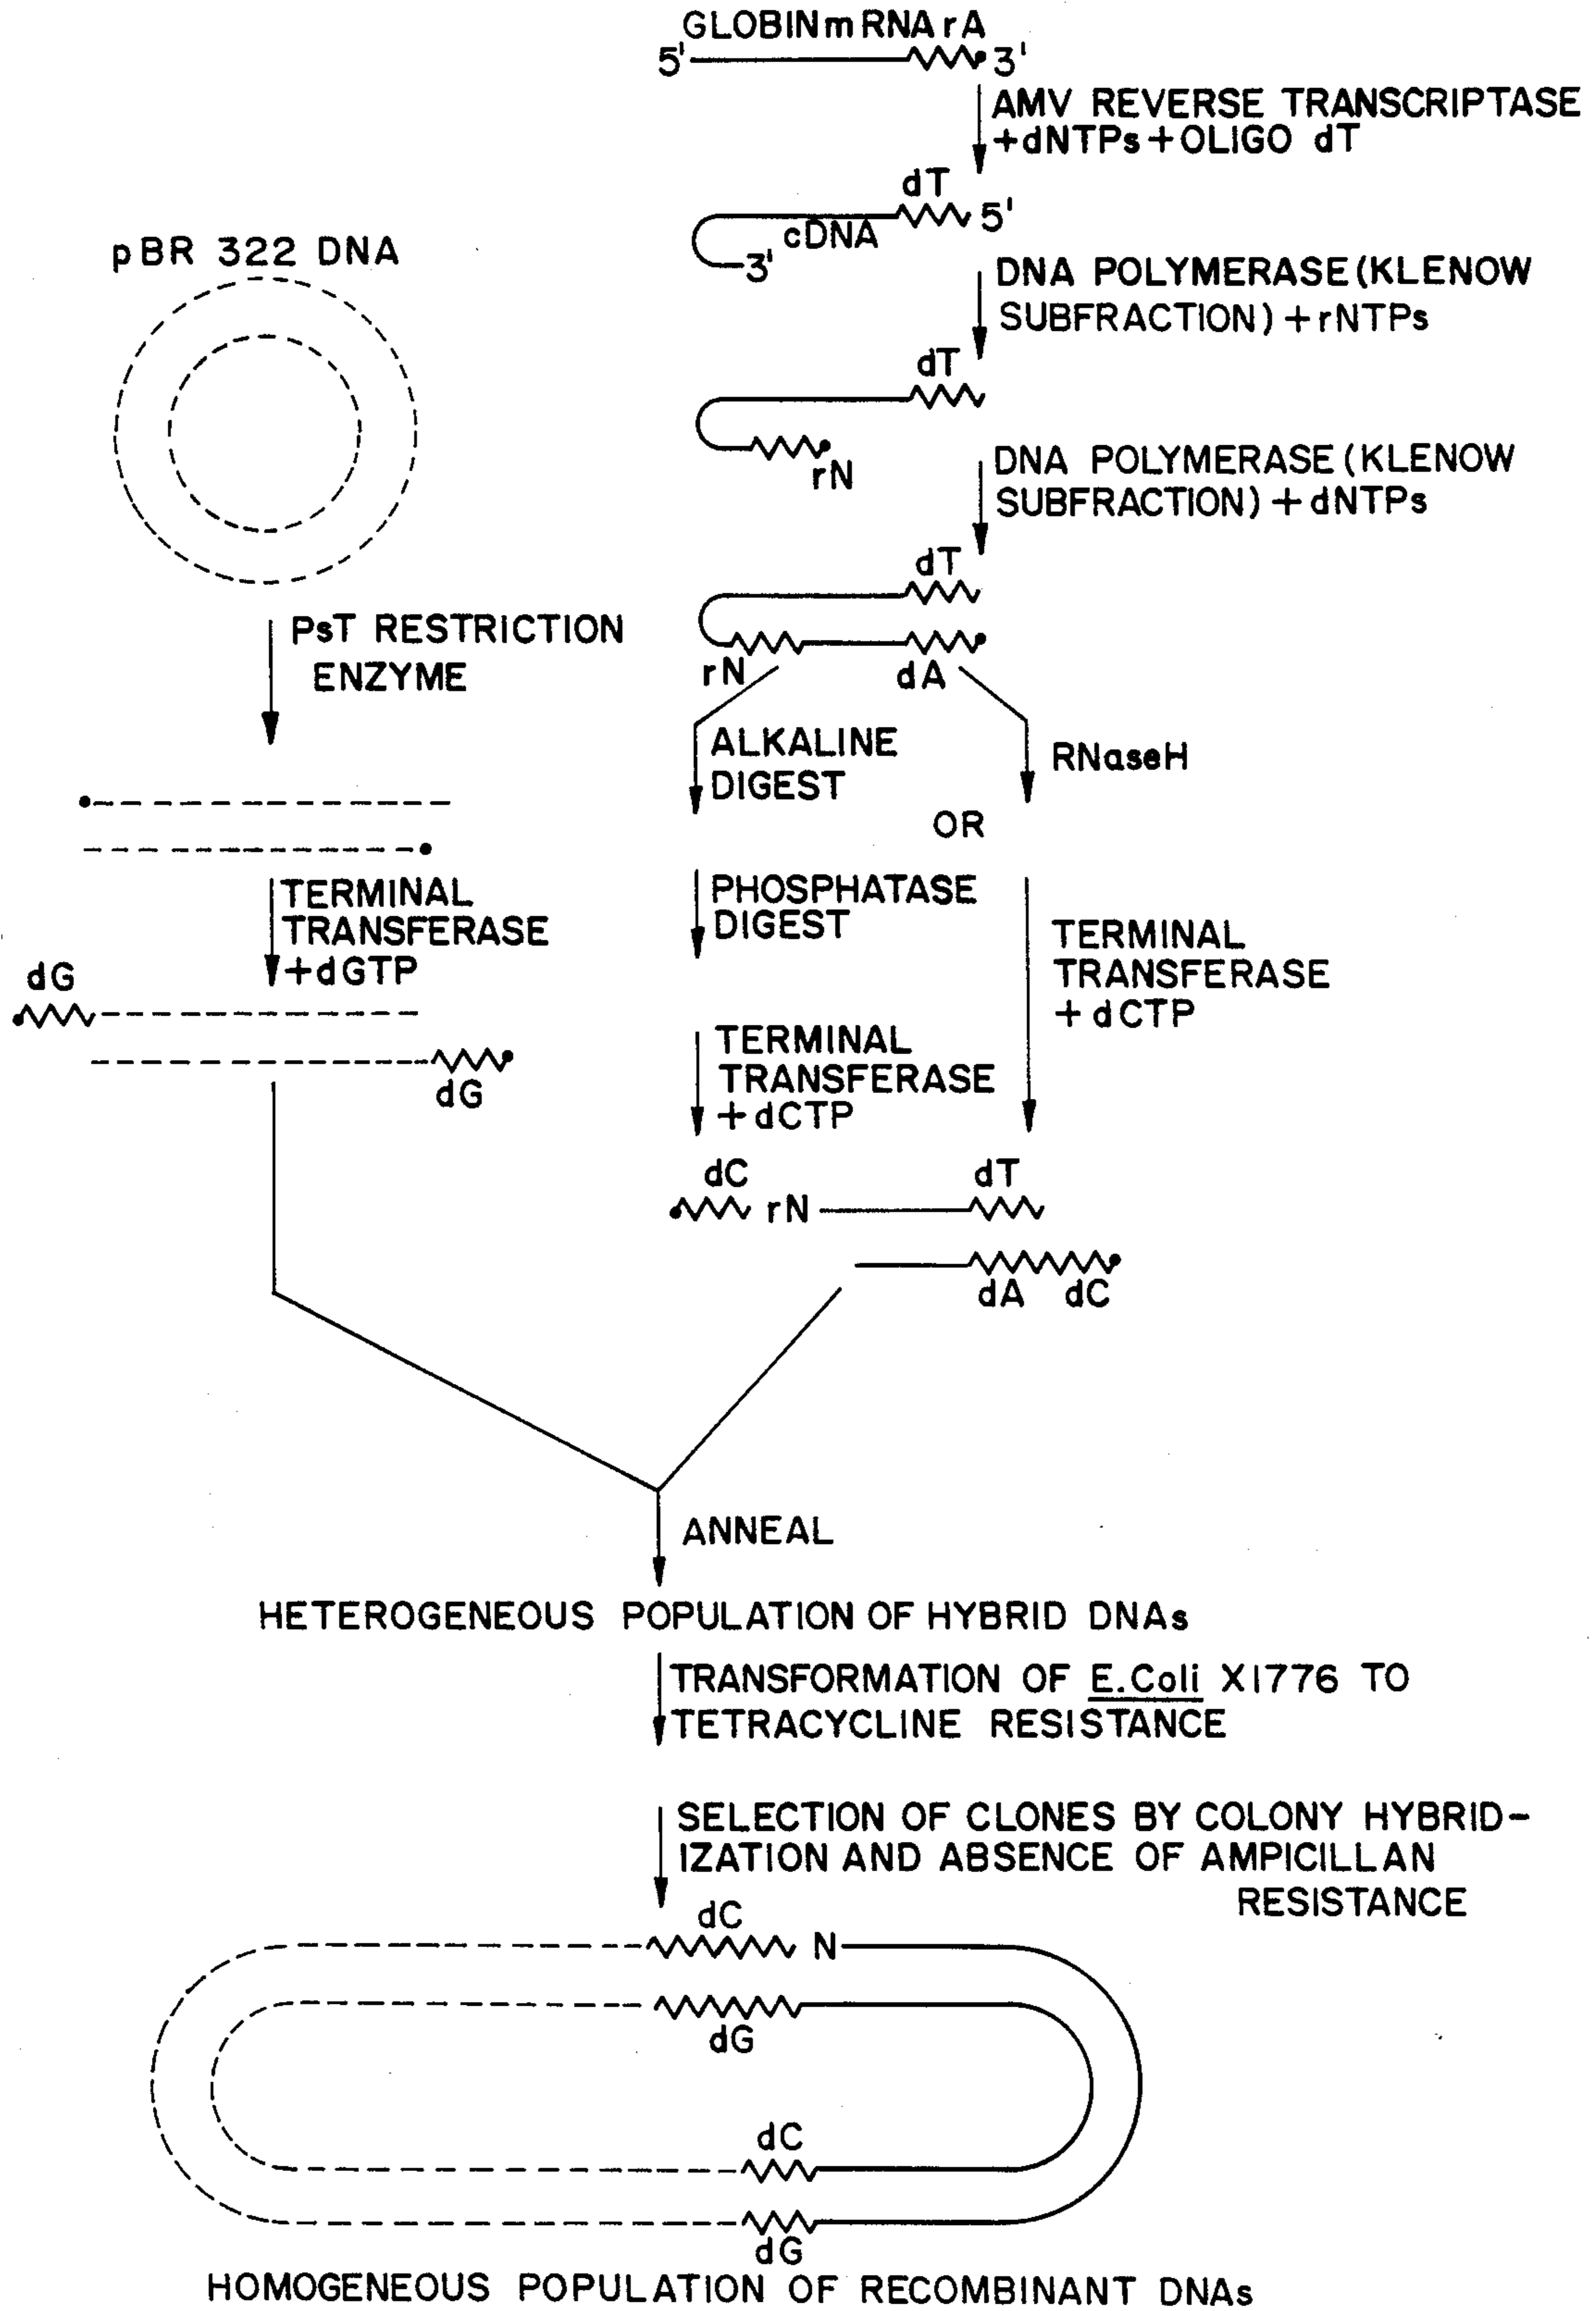 GLOBIN mRNA rA
5' 3'
AMV REVERSE TRANSCRIPTASE
+dNTPs+OLIGO dT
dT
5'
cDNA
3'
pBR 322 DNA
DNA POLYMERASE (KLENOW
SUBFRACTION) + rNTPs
dT
rN
DNA POLYMERASE (KLENOW
SUBFRACTION) + dNTPs
dT
rN dA
PsT RESTRICTION
ENZYME
ALKALINE
DIGEST
RNaseH
OR
TERMINAL
TRANSFERASE
+dGTP
PHOSPHATASE
DIGEST
TERMINAL
TRANSFERASE
+ dCTP
dG
dG
TERMINAL
TRANSFERASE
+dCTP
dC dT
rN
dA dC
ANNEAL
HETEROGENEOUS POPULATION OF HYBRID DNAs
TRANSFORMATION OF E.Coli X1776 TO
TETRACYCLINE RESISTANCE
SELECTION OF CLONES BY COLONY HYBRID-
IZATION AND ABSENCE OF AMPICILLAN
RESISTANCE
dC
N
dG
dC
dG
HOMOGENEOUS POPULATION OF RECOMBINANT DNAs